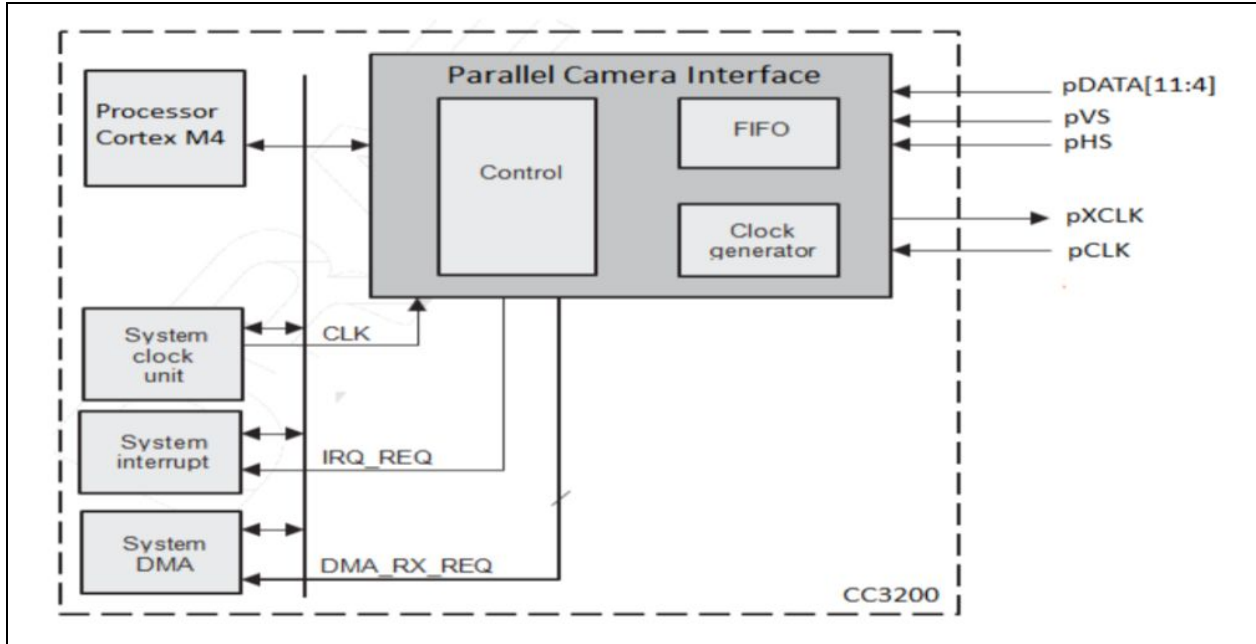 Parallel Camera Interface
Processor
Cortex M4
Control
FIFO
Clock
generator
pDATA[11:4]
pVS
pHS
pXCLK
pCLK
System
clock
unit
CLK
System
interrupt
IRQ_REQ
System
DMA
DMA_RX_REQ
CC3200